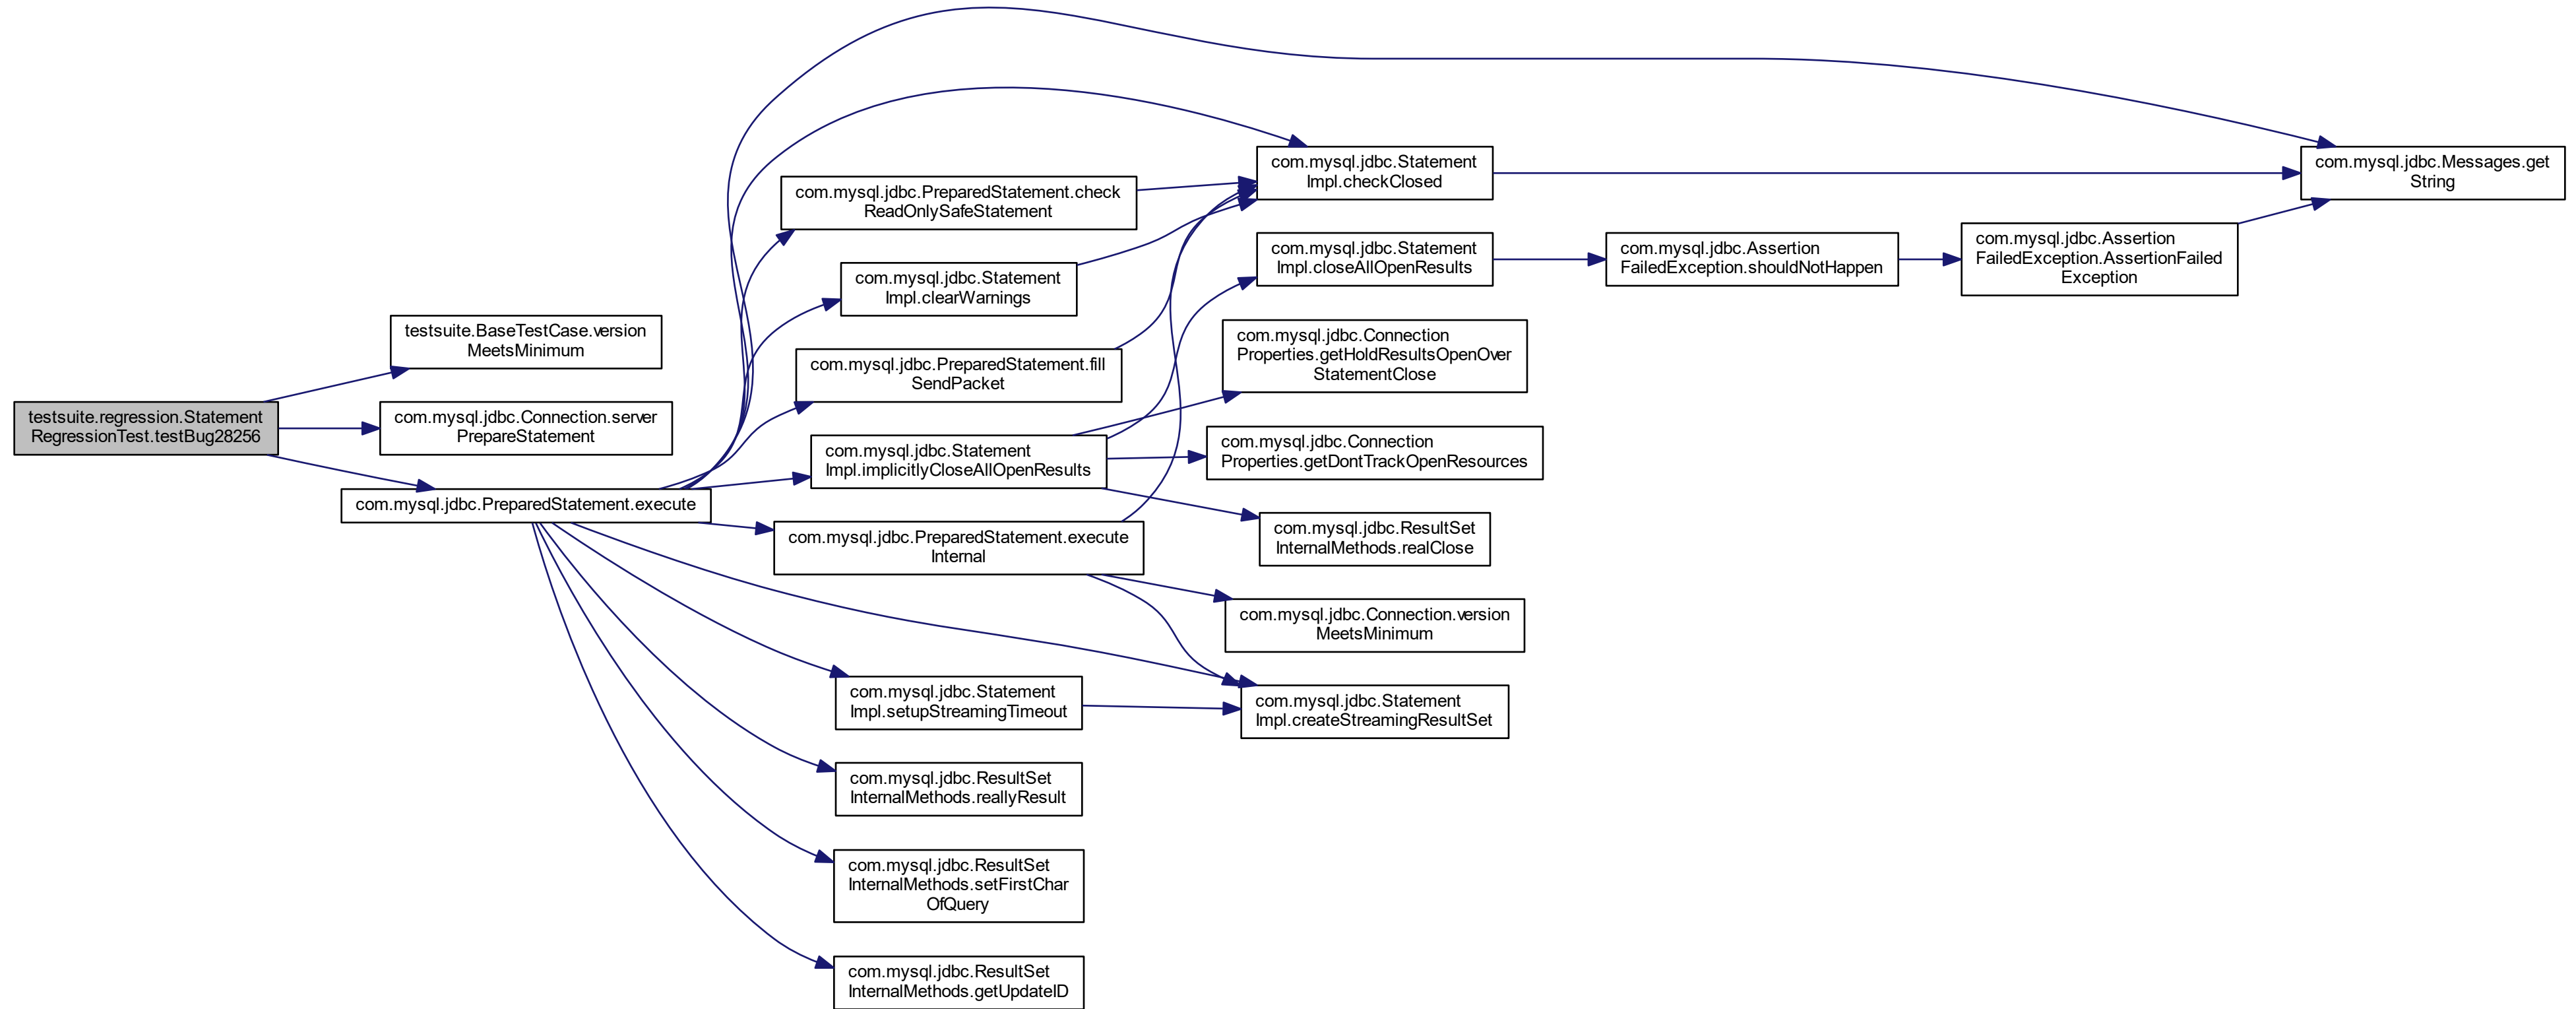 testsuite.regression.Statement
RegressionTest.testBug28256
testsuite.BaseTestCase.version
MeetsMinimum
com.mysql.jdbc.Connection.server
PrepareStatement
com.mysql.jdbc.PreparedStatement.execute
com.mysql.jdbc.PreparedStatement.check
ReadOnlySafeStatement
com.mysql.jdbc.Statement
Impl.clearWarnings
com.mysql.jdbc.PreparedStatement.fill
SendPacket
com.mysql.jdbc.Statement
Impl.implicitlyCloseAllOpenResults
com.mysql.jdbc.PreparedStatement.execute
Internal
com.mysql.jdbc.Statement
Impl.setupStreamingTimeout
com.mysql.jdbc.ResultSet
InternalMethods.reallyResult
com.mysql.jdbc.ResultSet
InternalMethods.setFirstChar
OfQuery
com.mysql.jdbc.ResultSet
InternalMethods.getUpdateID
com.mysql.jdbc.Statement
Impl.checkClosed
com.mysql.jdbc.Statement
Impl.closeAllOpenResults
com.mysql.jdbc.Connection
Properties.getHoldResultsOpenOver
StatementClose
com.mysql.jdbc.Connection
Properties.getDontTrackOpenResources
com.mysql.jdbc.ResultSet
InternalMethods.realClose
com.mysql.jdbc.Connection.version
MeetsMinimum
com.mysql.jdbc.Statement
Impl.createStreamingResultSet
com.mysql.jdbc.Assertion
FailedException.shouldNotHappen
com.mysql.jdbc.Assertion
FailedException.AssertionFailed
Exception
com.mysql.jdbc.Messages.get
String